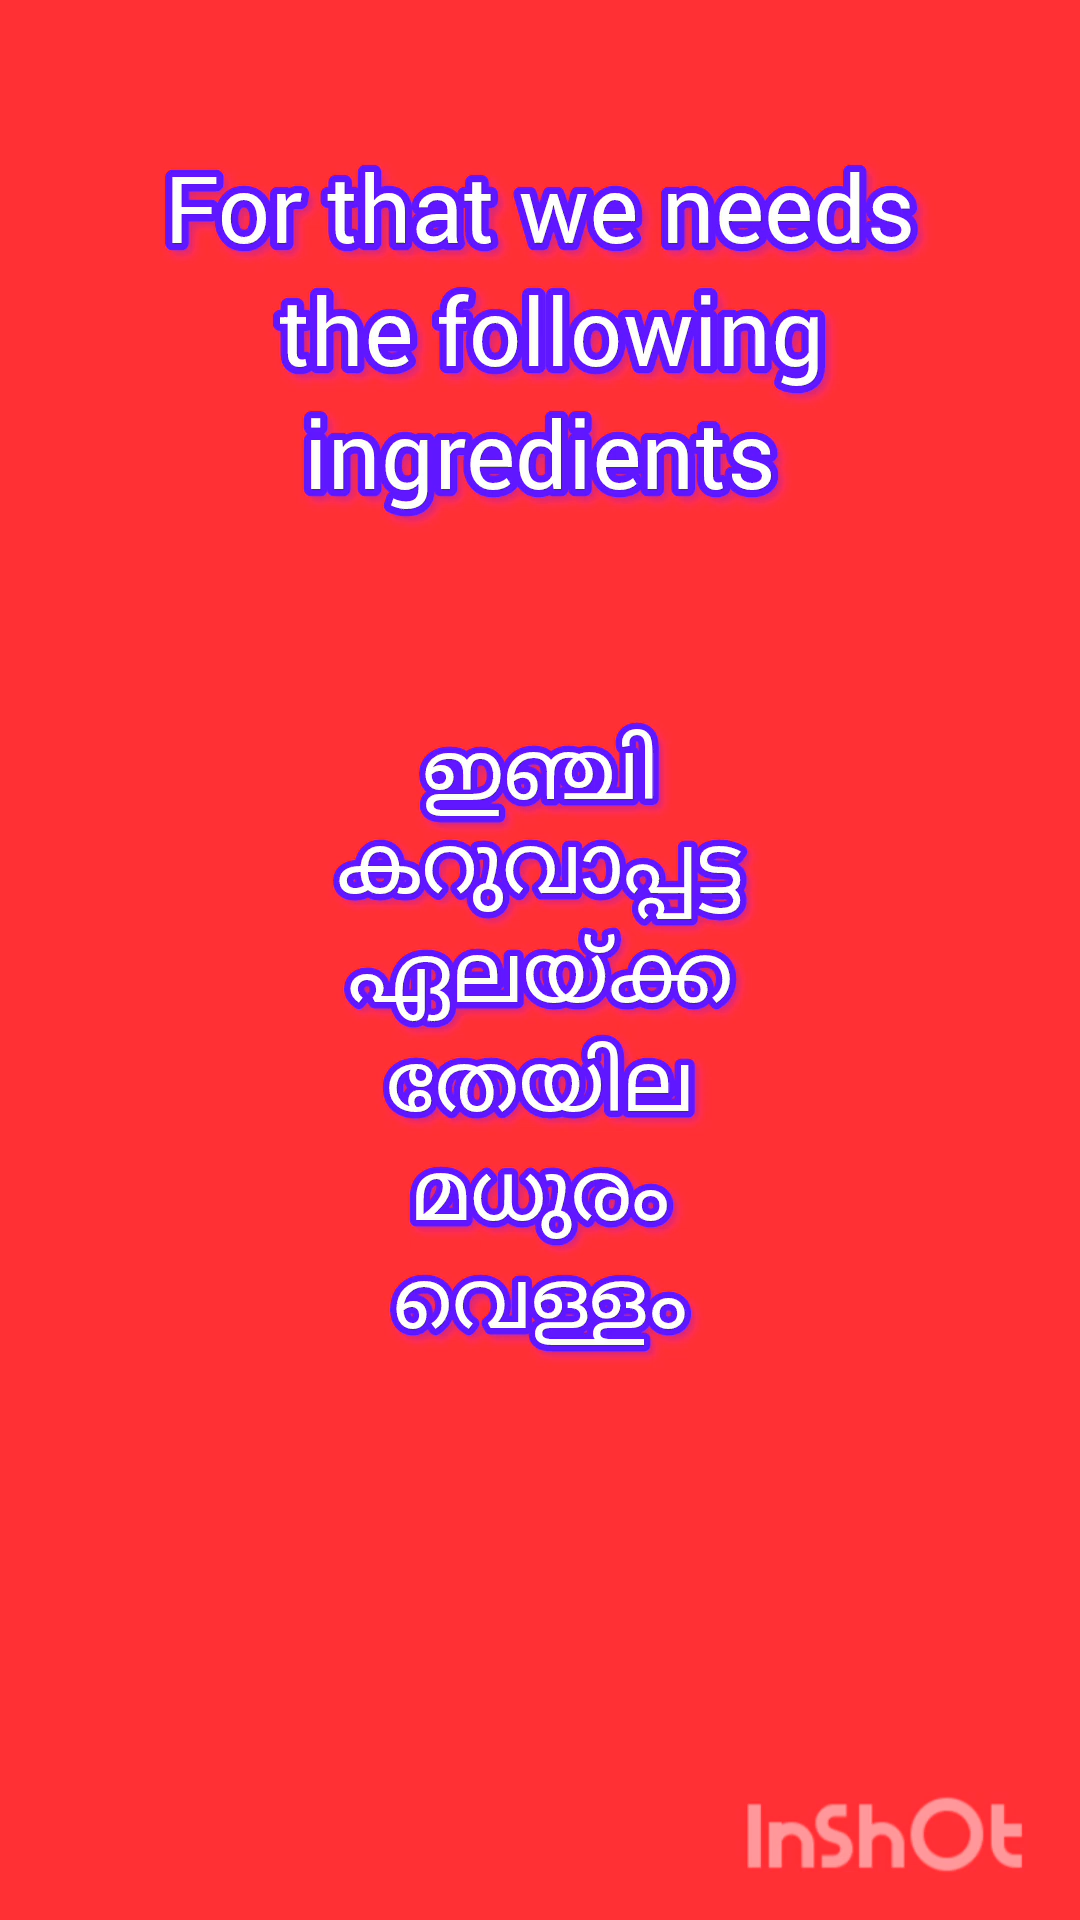 For that we needs
the following
ingredients
ഇഞ്ചി
കറുവാപ്പട്ട
ഏലയ്ക്ക
തേയില
മധുരം
വെള്ളം
InShOt